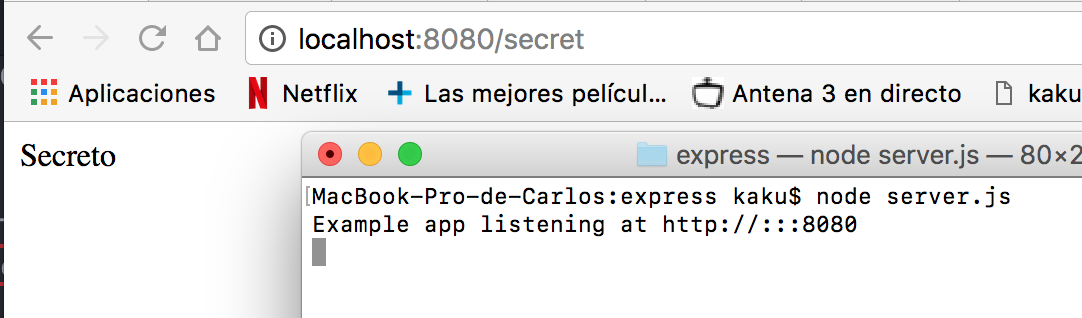 localhost:8080/secret
Aplicaciones Netflix Las mejores películ... Antena 3 en directo kaku
Secreto
express — node server.js — 80×2
[MacBook-Pro-de-Carlos:express kaku$ node server.js
Example app listening at http://:::8080